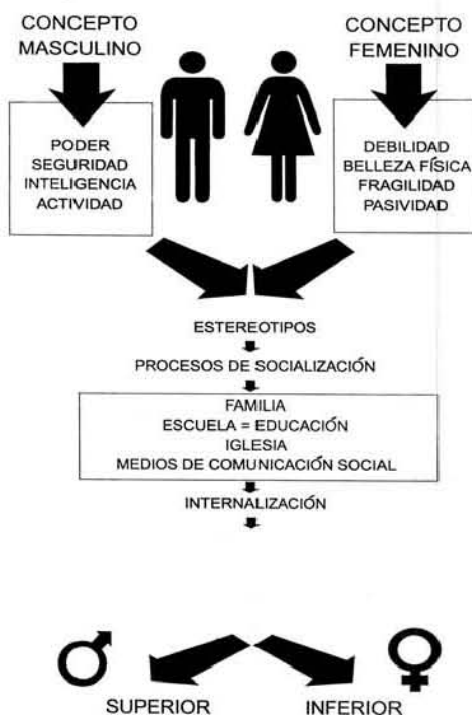 CONCEPTO
MASCULINO
CONCEPTO
FEMENINO
PODER
SEGURIDAD
INTELIGENCIA
ACTIVIDAD
DEBILIDAD
BELLEZA FÍSICA
FRAGILIDAD
PASIVIDAD
ESTEREOTIPOS
PROCESOS DE SOCIALIZACIÓN
FAMILIA
ESCUELA = EDUCACIÓN
IGLESIA
MEDIOS DE COMUNICACIÓN SOCIAL
INTERNALIZACIÓN
SUPERIOR
INFERIOR